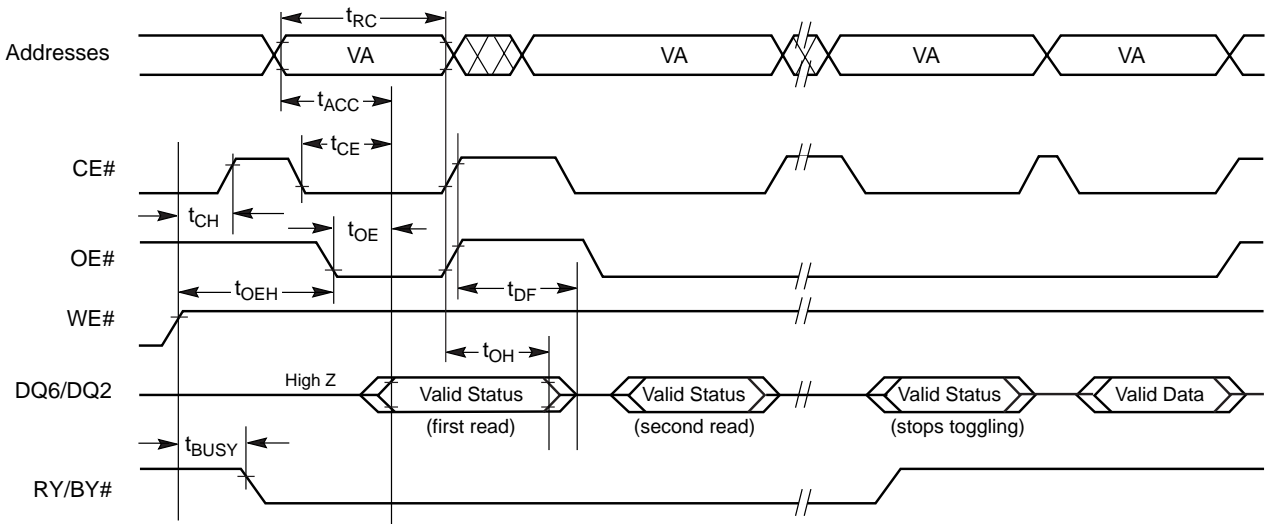 tRC
Addresses
VA
VA
VA
VA
tACC
tCE
CE#
tCH
tOE
OE#
tOEH
tDF
WE#
tOH
High Z
DQ6/DQ2
Valid Status
Valid Status
Valid Status
Valid Data
(first read)
(second read)
(stops toggling)
tBUSY
RY/BY#